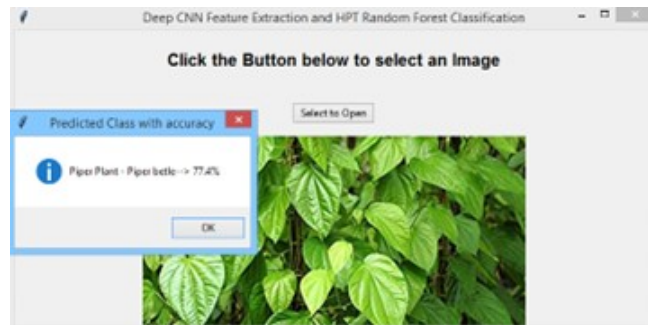 Deep CNN Feature Extraction and HPT Random Forest Classification
Click the Button below to select an Image
Select to Open
Predicted Class with accuracy
Piper Plant - Piper betle--> 77.4%
OK